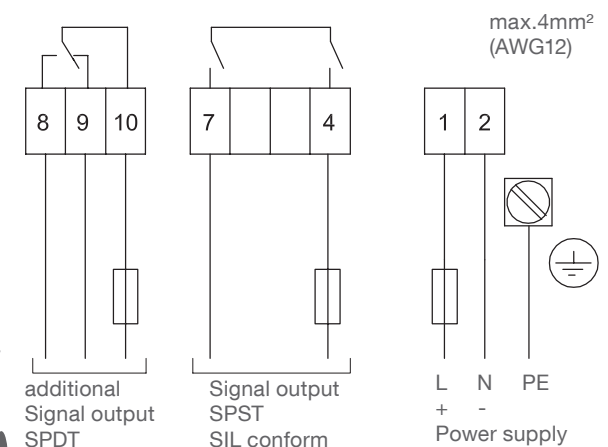 max.4mm²
(AWG12)
8 9 10
7 4
1 2
additional
Signal output
SPDT
Signal output
SPST
SIL conform
L N PE
+ -
Power supply